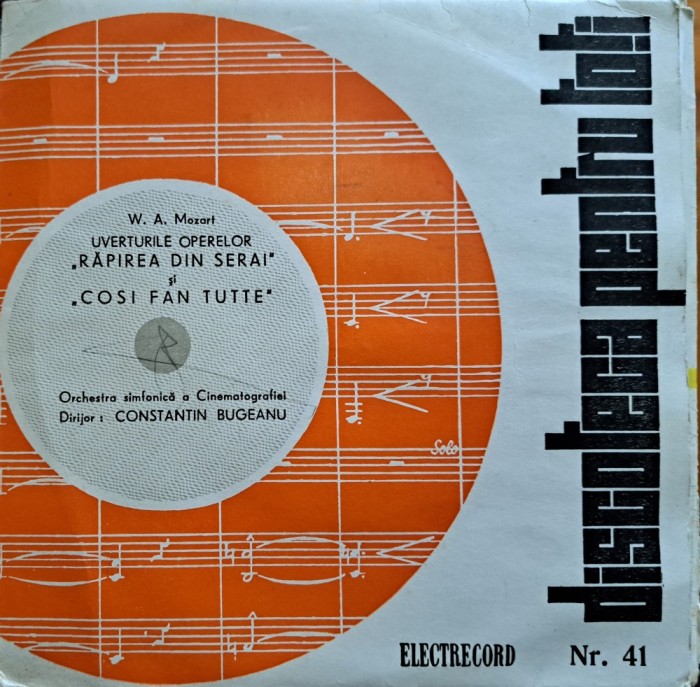 W. A. Mozart
UVERTURILE OPERELOR
„RĂPIREA DIN SERAI"
și
„COSI FAN TUTTE"
Orchestra simfonică a Cinematografiei
Dirijor : CONSTANTIN BUGEANU
Solo
discoteca pentru toți
ELECTRECORD Nr. 41